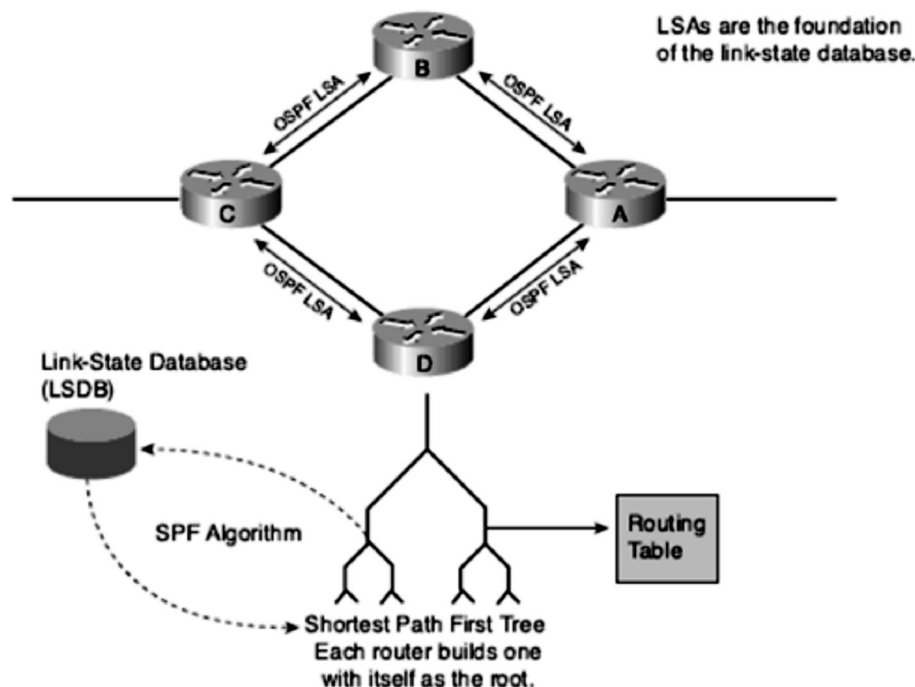 LSAs are the foundation
of the link-state database.
B
OSPF LSA
OSPF LSA
C
A
OSPF LSA
OSPF LSA
D
Link-State Database
(LSDB)
SPF Algorithm
Routing
Table
Shortest Path First Tree
Each router builds one
with itself as the root.